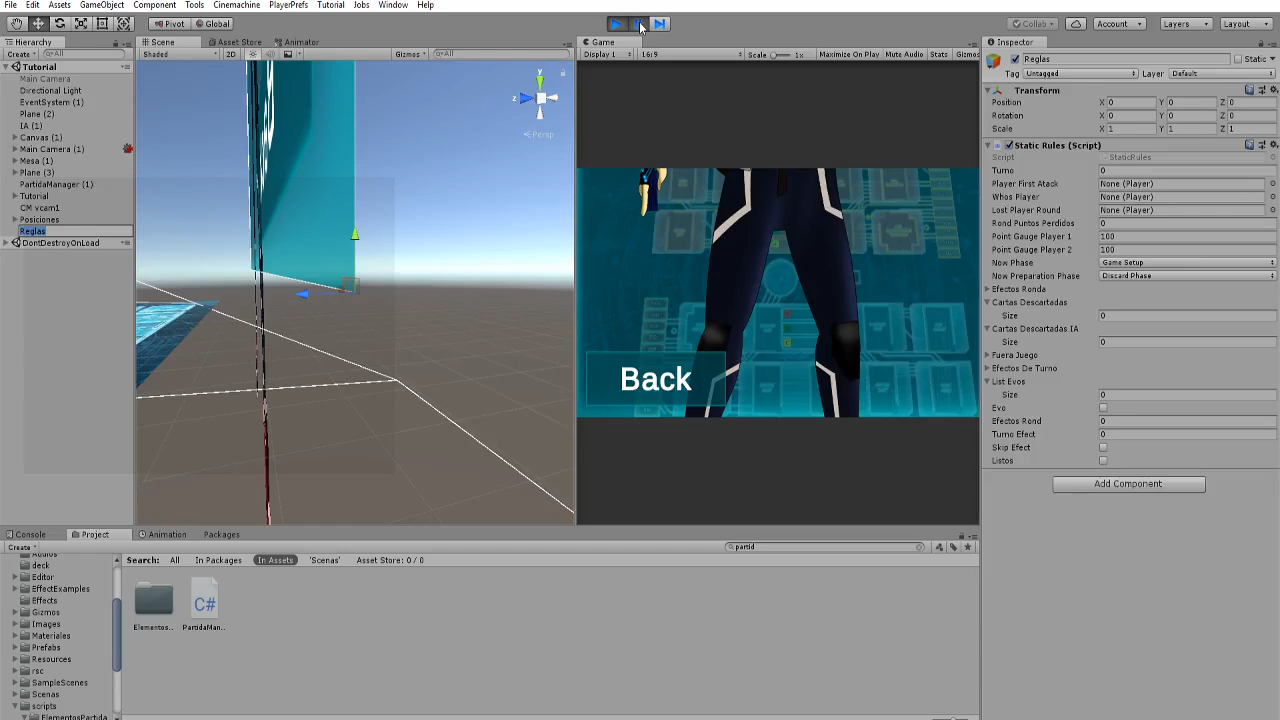 File Edit Assets GameObject Component Tools Cinemachine PlayerPrefs Tutorial Jobs Window Help
Pivot Global Collab Account Layers Layout
Hierarchy Scene Asset Store Animator Game Inspector
Create All Shaded 2D Gizmos All Display 1 16:9 Scale 1x Maximize On Play Mute Audio Stats Gizmos
Reglas Static
Tag Untagged Layer Default
Tutorial
Main Camera
Directional Light
EventSystem (1)
Plane (2)
IA (1)
Canvas (1)
Main Camera (1)
Mesa (1)
Plane (3)
PartidaManager (1)
Tutorial
CM vcam1
Posiciones
Reglas
DontDestroyOnLoad
y
z
Persp
Back
Transform
Position X 0 Y 0 Z 0
Rotation X 0 Y 0 Z 0
Scale X 1 Y 1 Z 1
Static Rules (Script)
Script StaticRules
Turno 0
Player First Atack None (Player)
Whos Player None (Player)
Lost Player Round None (Player)
Rond Puntos Perdidos 0
Point Gauge Player 1 100
Point Gauge Player 2 100
Now Phase Game Setup
Now Preparation Phase Discard Phase
Efectos Ronda
Cartas Descartadas
Size 0
Cartas Descartadas IA
Size 0
Fuera Juego
Efectos De Turno
List Evos
Size 0
Evo
Efectos Rond 0
Turno Efect 0
Skip Efect
Listos
Add Component
Console Project Animation Packages
Create partid
Search: All In Packages In Assets 'Scenas' Asset Store: 0 / 0
Audios
deck
Editor
EffectExamples
Effects
Gizmos
Images
Materiales
Prefabs
Resources
rsc
SampleScenes
Scenas
scripts
ElementosPartida
C#
Elementos... PartidaMan...